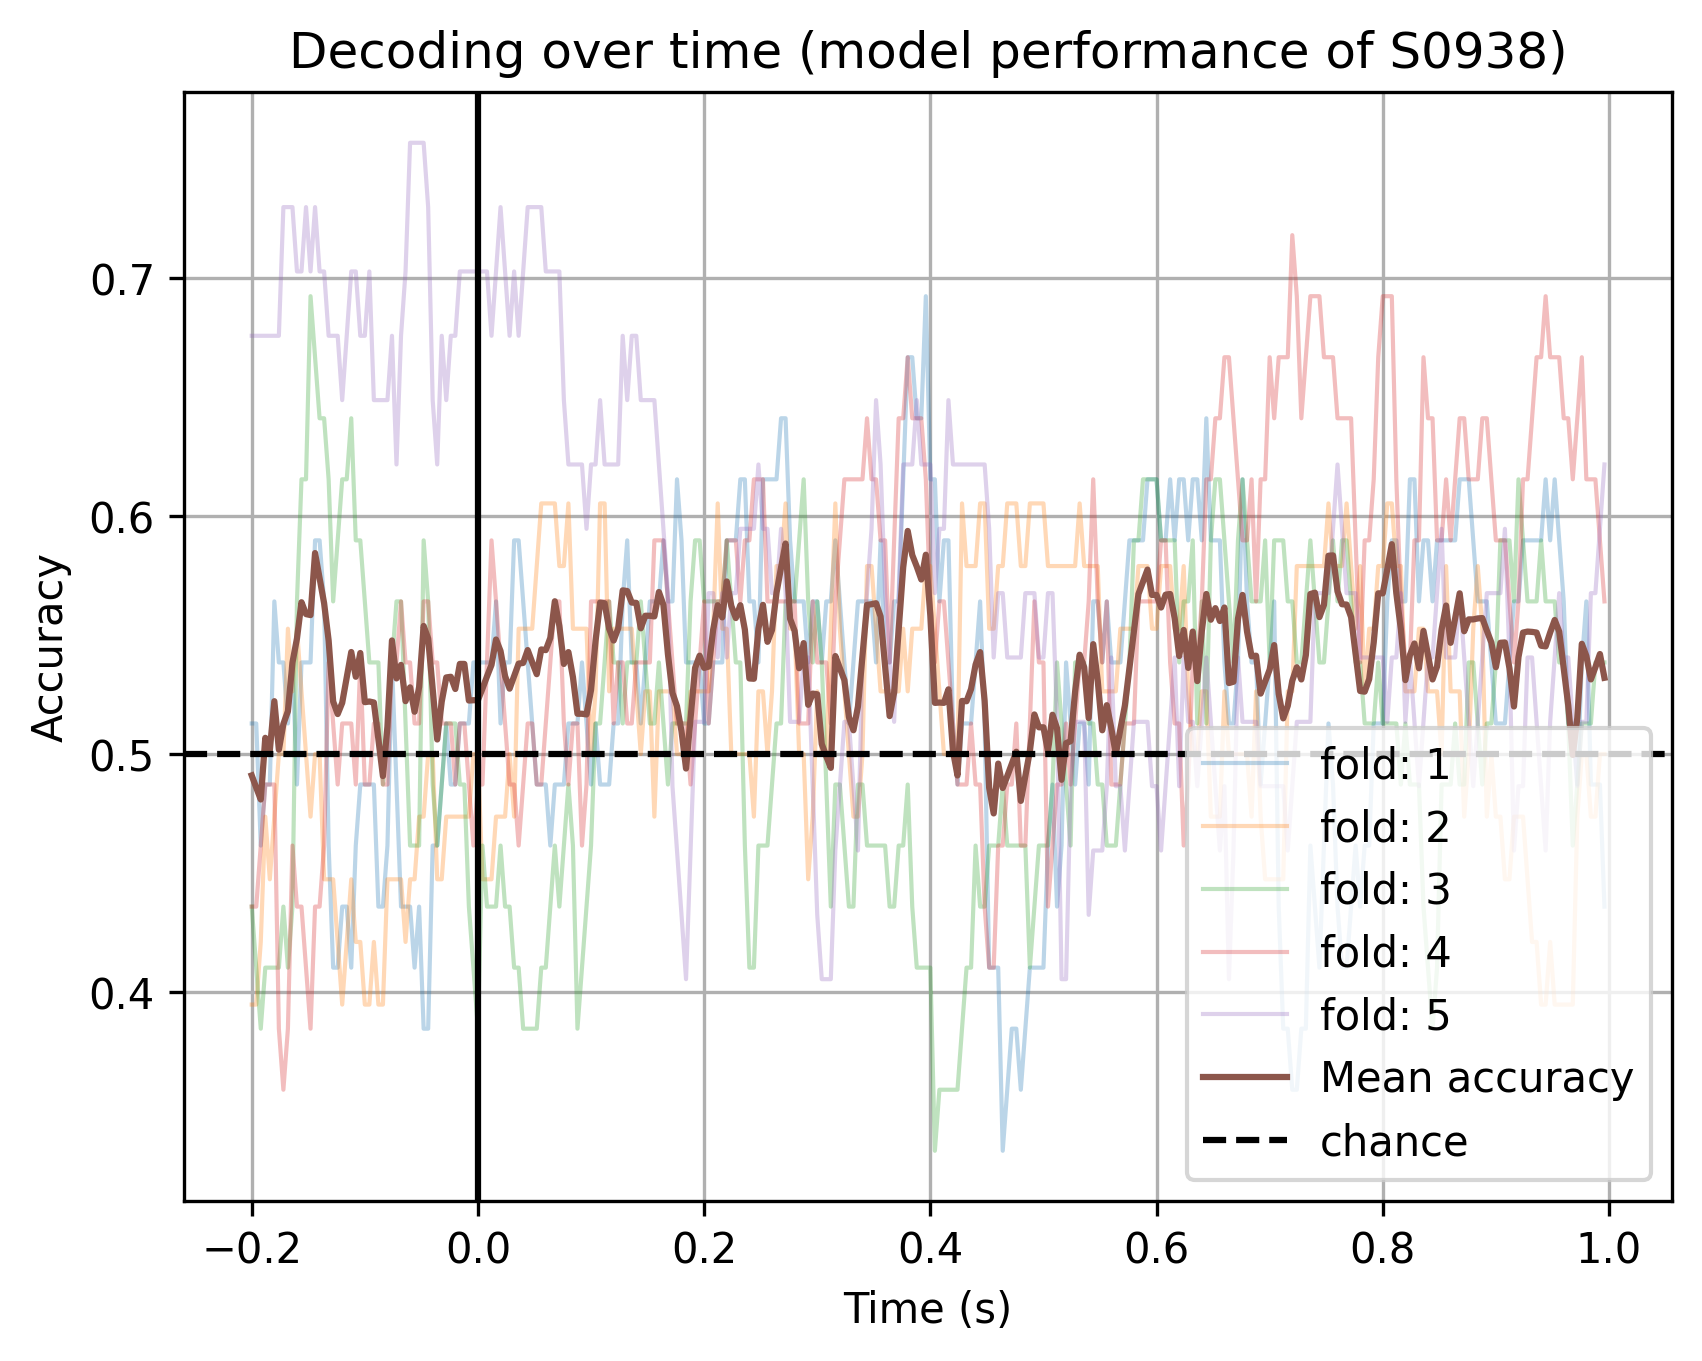 Decoding over time (model performance of S0938)
Accuracy
0.7
0.6
0.5
0.4
−0.2 0.0 0.2 0.4 0.6 0.8 1.0
Time (s)
fold: 1
fold: 2
fold: 3
fold: 4
fold: 5
Mean accuracy
chance